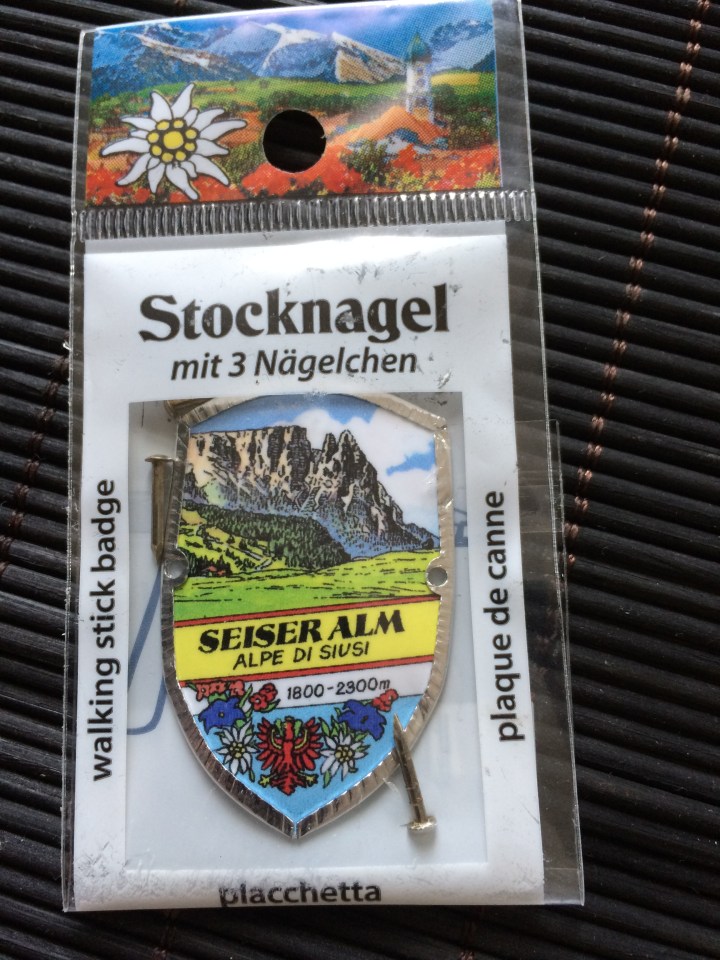 Stocknagel
mit 3 Nägelchen
walking stick badge
plaque de canne
SEISER ALM
ALPE DI SIUSI
1800-2300m
placchetta